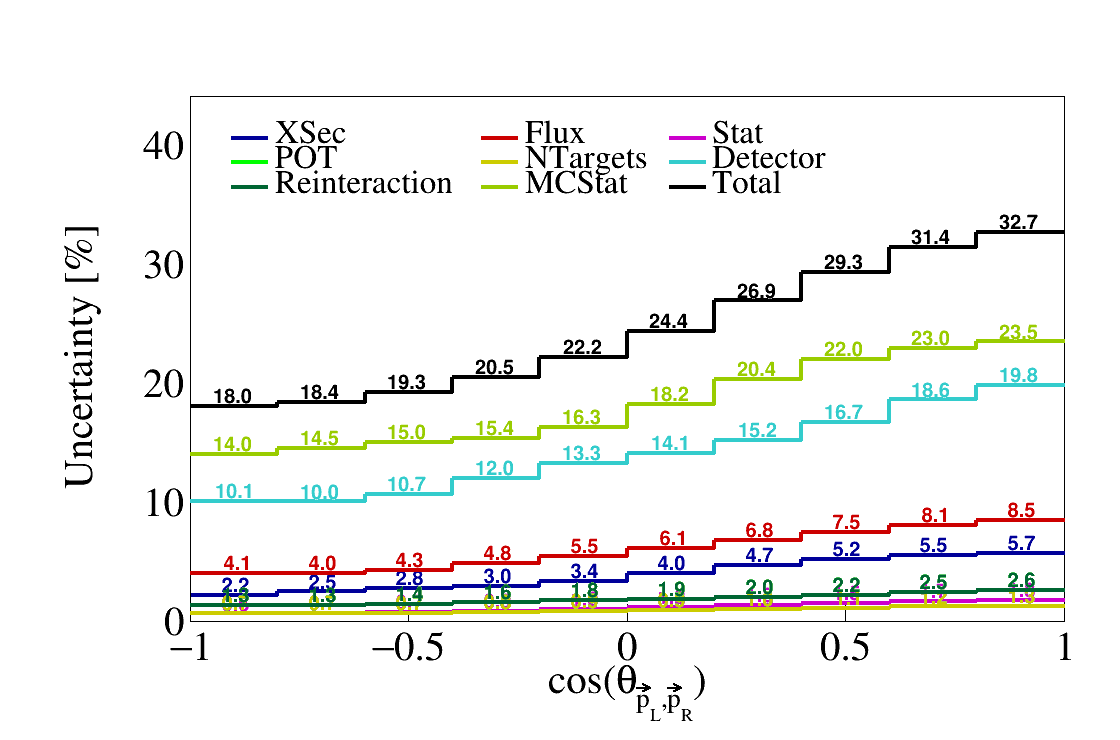 40
30
20
10
0
Uncertainty [%]
XSec Flux Stat
POT NTargets Detector
Reinteraction MCStat Total
18.0 18.4 19.3 20.5 22.2 24.4 26.9 29.3 31.4 32.7
14.0 14.5 15.0 15.4 16.3 18.2 20.4 22.0 23.0 23.5
10.1 10.0 10.7 12.0 13.3 14.1 15.2 16.7 18.6 19.8
4.1 4.0 4.3 4.8 5.5 6.1 6.8 7.5 8.1 8.5
2.2 2.5 2.8 3.0 3.4 4.0 4.7 5.2 5.5 5.7
1.3 1.3 1.4 1.6 1.8 1.9 2.0 2.2 2.5 2.6
−1 −0.5 0 0.5 1
cos(θp⃗L,p⃗R)